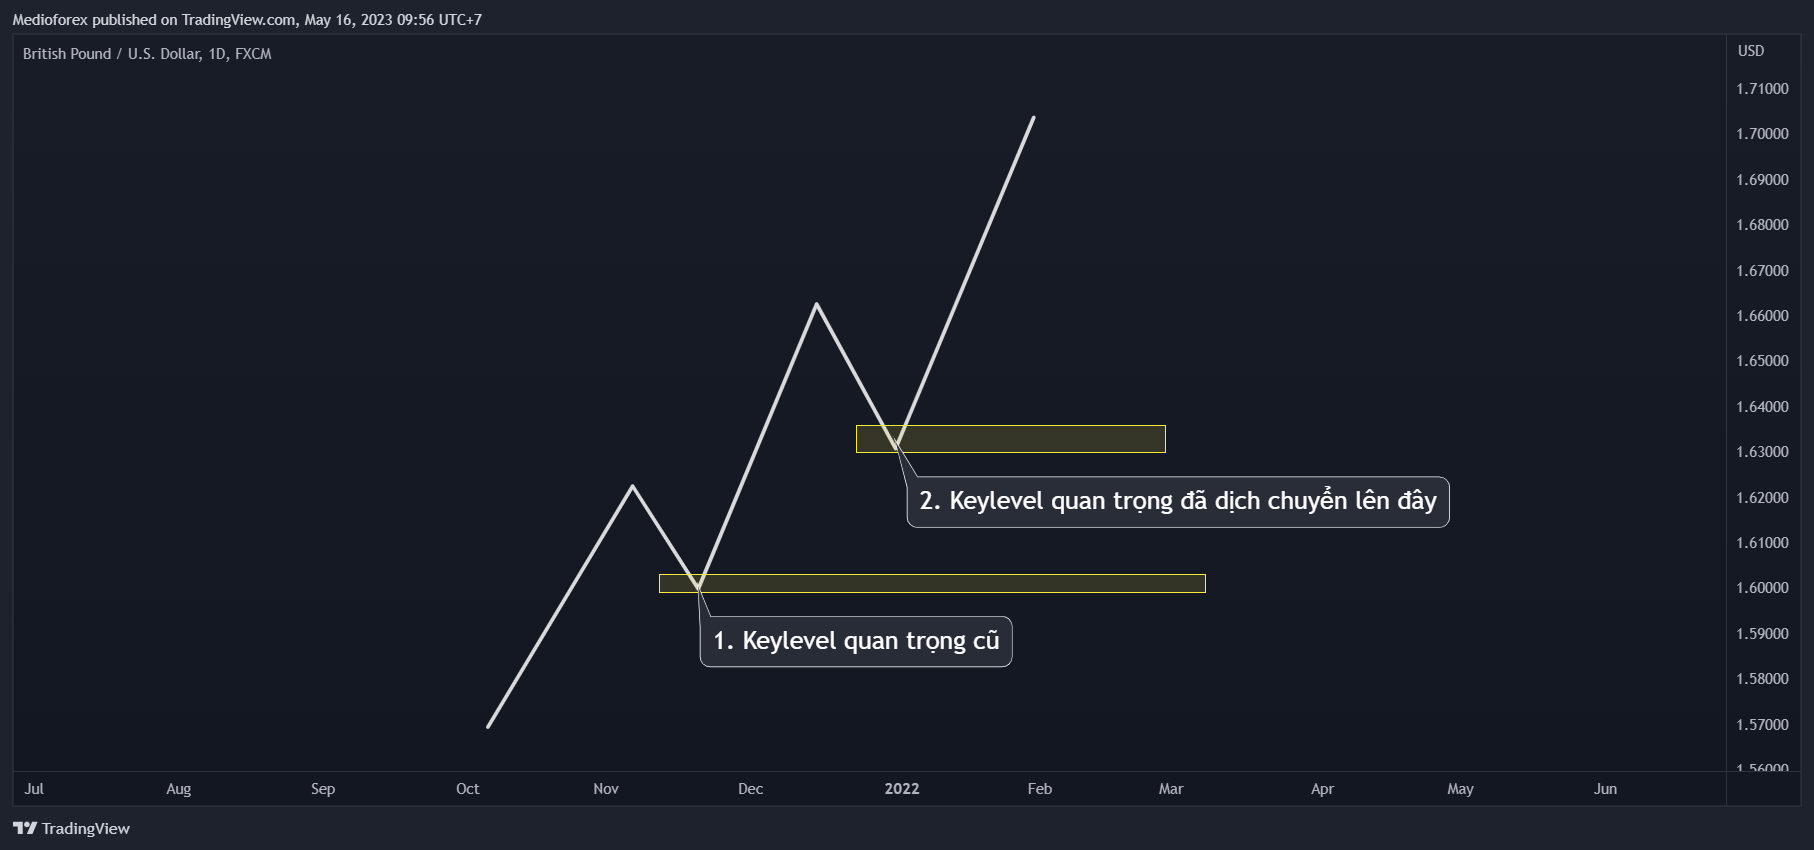 Medioforex published on TradingView.com, May 16, 2023 09:56 UTC+7
British Pound / U.S. Dollar, 1D, FXCM
USD
1.71000
1.70000
1.69000
1.68000
1.67000
1.66000
1.65000
1.64000
1.63000
2. Keylevel quan trọng đã dịch chuyển lên đây
1.62000
1.61000
1.60000
1. Keylevel quan trọng cũ
1.59000
1.58000
1.57000
1.56000
Jul Aug Sep Oct Nov Dec 2022 Feb Mar Apr May Jun
TradingView